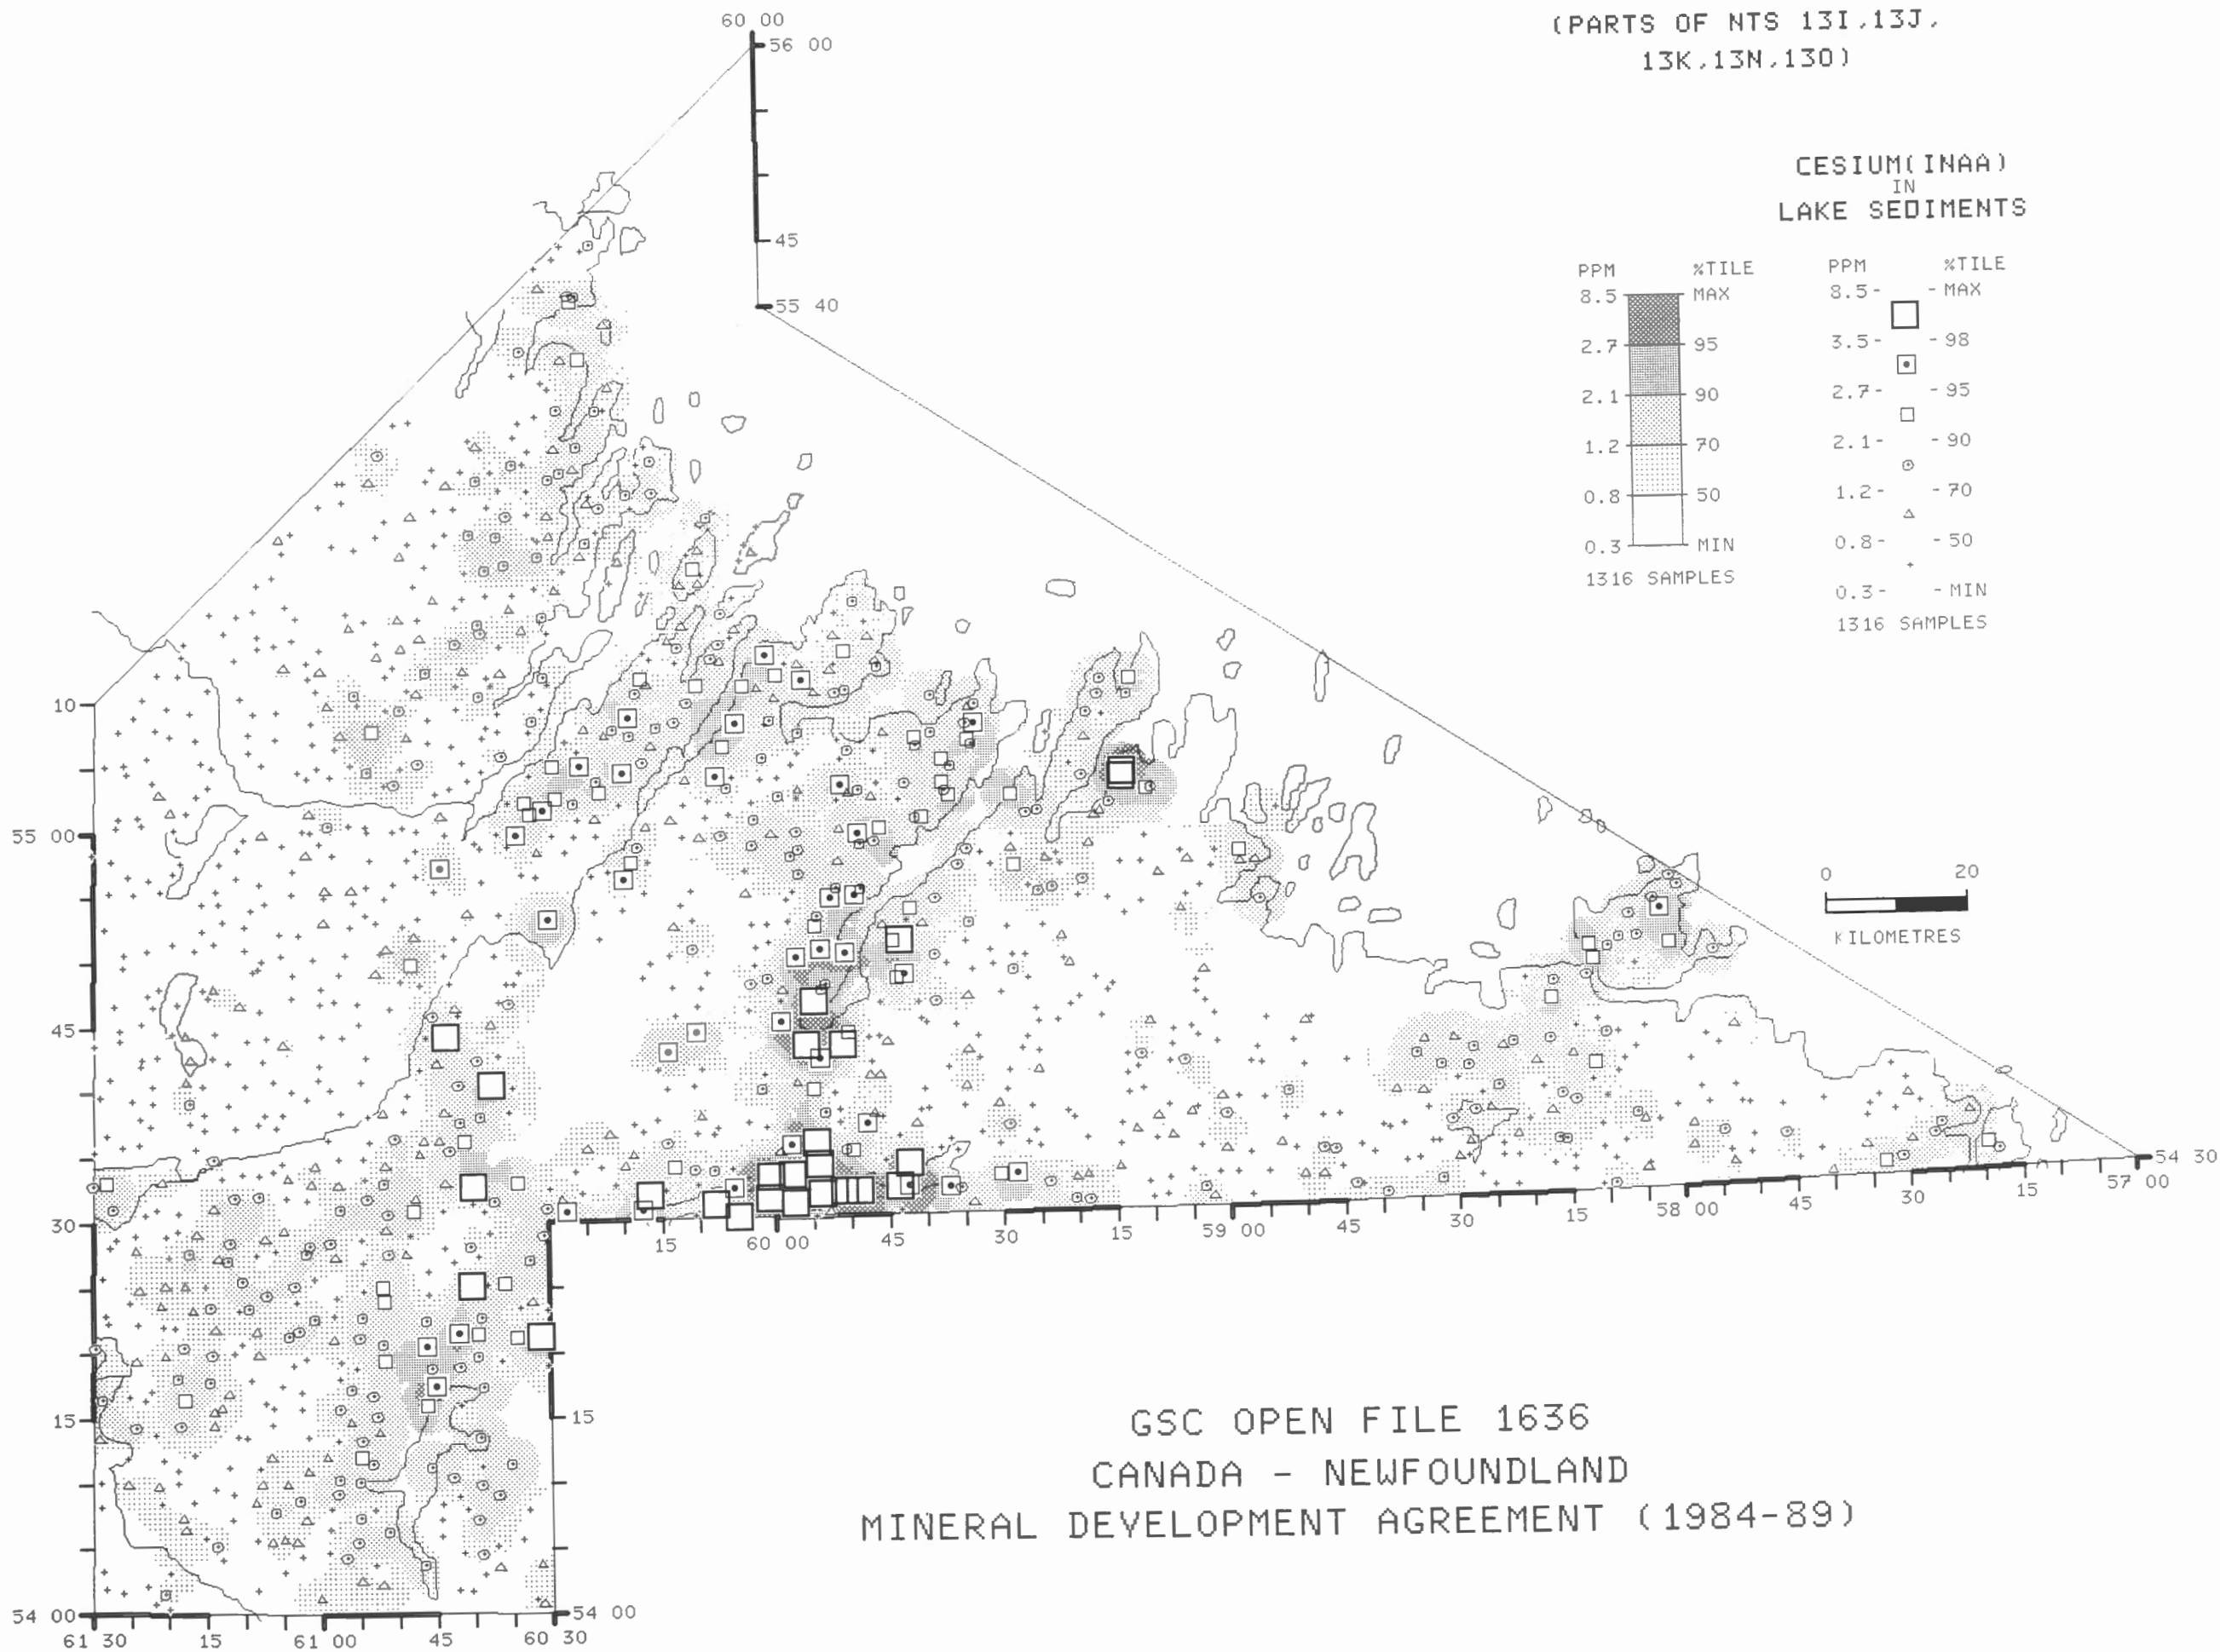 (PARTS OF NTS 13I,13J,
13K,13N,13O)
CESIUM(INAA)
IN
LAKE SEDIMENTS
PPM %TILE
8.5 MAX
2.7 95
2.1 90
1.2 70
0.8 50
0.3 MIN
1316 SAMPLES
PPM %TILE
8.5- -MAX
3.5- -98
2.7- -95
2.1- -90
1.2- -70
0.8- -50
0.3- -MIN
1316 SAMPLES
60 00
56 00
45
55 40
10
55 00
45
30
15
54 00
61 30
15
61 00
45
60 30
54 00
15
15
60 00
45
30
15
59 00
45
30
15
58 00
45
30
15
57 00
54 30
0 20
KILOMETRES
GSC OPEN FILE 1636
CANADA - NEWFOUNDLAND
MINERAL DEVELOPMENT AGREEMENT (1984-89)